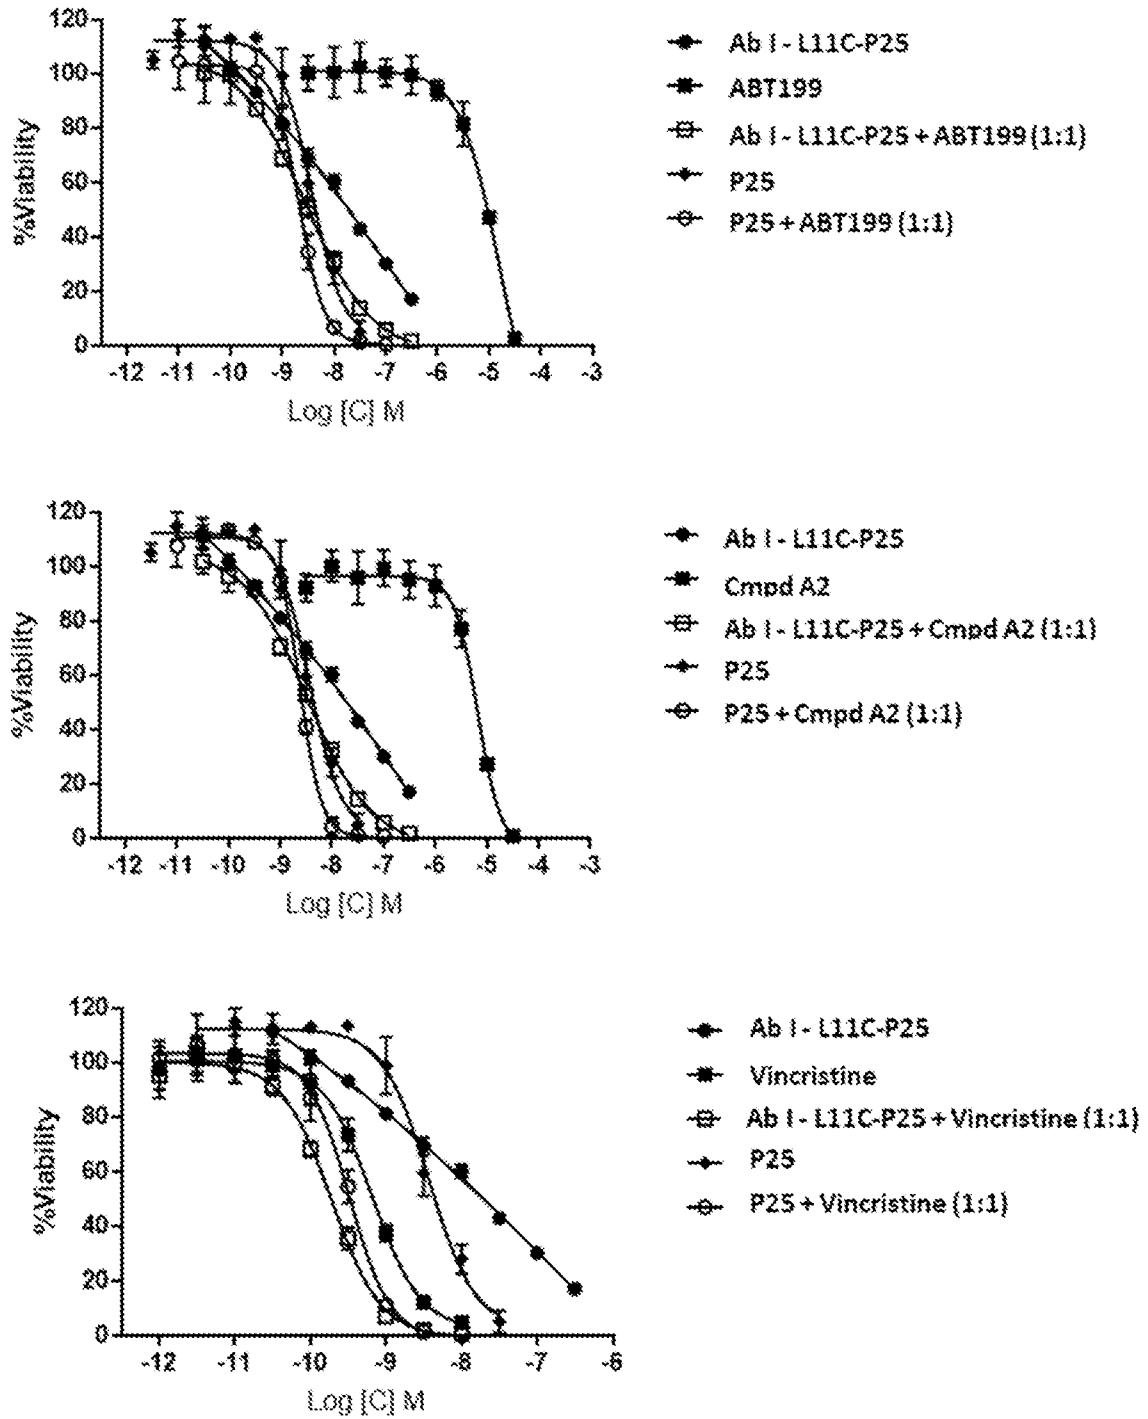 120
100
80
60
40
20
0
%Viability
-12 -11 -10 -9 -8 -7 -6 -5 -4 -3
Log [C] M
Ab I - L11C-P25
ABT199
Ab I - L11C-P25 + ABT199 (1:1)
P25
P25 + ABT199 (1:1)
120
100
80
60
40
20
0
%Viability
-12 -11 -10 -9 -8 -7 -6 -5 -4 -3
Log [C] M
Ab I - L11C-P25
Cmpd A2
Ab I - L11C-P25 + Cmpd A2 (1:1)
P25
P25 + Cmpd A2 (1:1)
120
100
80
60
40
20
0
%Viability
-12 -11 -10 -9 -8 -7 -6
Log [C] M
Ab I - L11C-P25
Vincristine
Ab I - L11C-P25 + Vincristine (1:1)
P25
P25 + Vincristine (1:1)